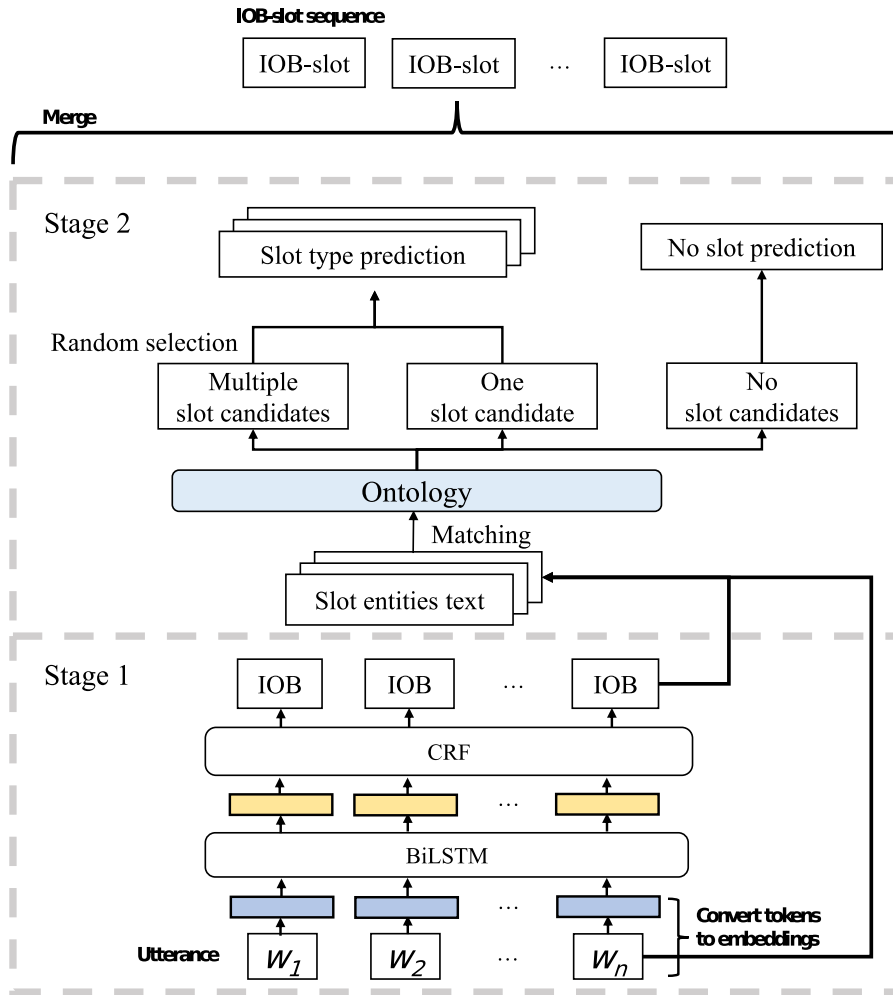 IOB-slot sequence
IOB-slot IOB-slot ... IOB-slot
Merge
Stage 2
Slot type prediction
No slot prediction
Random selection
Multiple
slot candidates
One
slot candidate
No
slot candidates
Ontology
Matching
Slot entities text
Stage 1
IOB IOB ... IOB
CRF
...
BiLSTM
...
Convert tokens
to embeddings
Utterance
W1 W2 ... Wn